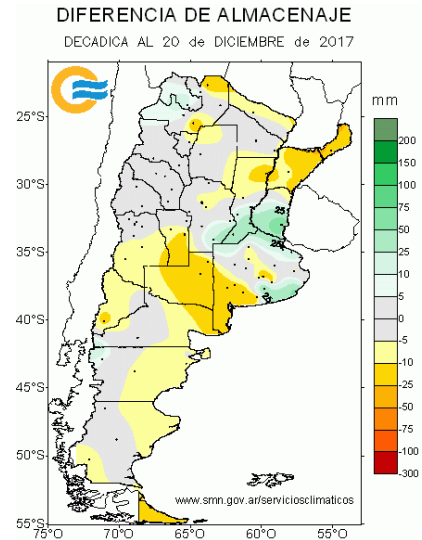 DIFERENCIA DE ALMACENAJE
DECADICA AL 20 de DICIEMBRE de 2017
mm
25°S
30°S
35°S
40°S
45°S
50°S
55°S
75°O
70°O
65°O
60°O
55°O
200
150
100
75
50
25
10
5
0
-5
-10
-25
-50
-75
-100
-300
25
25
www.smn.gov.ar/serviciosclimaticos